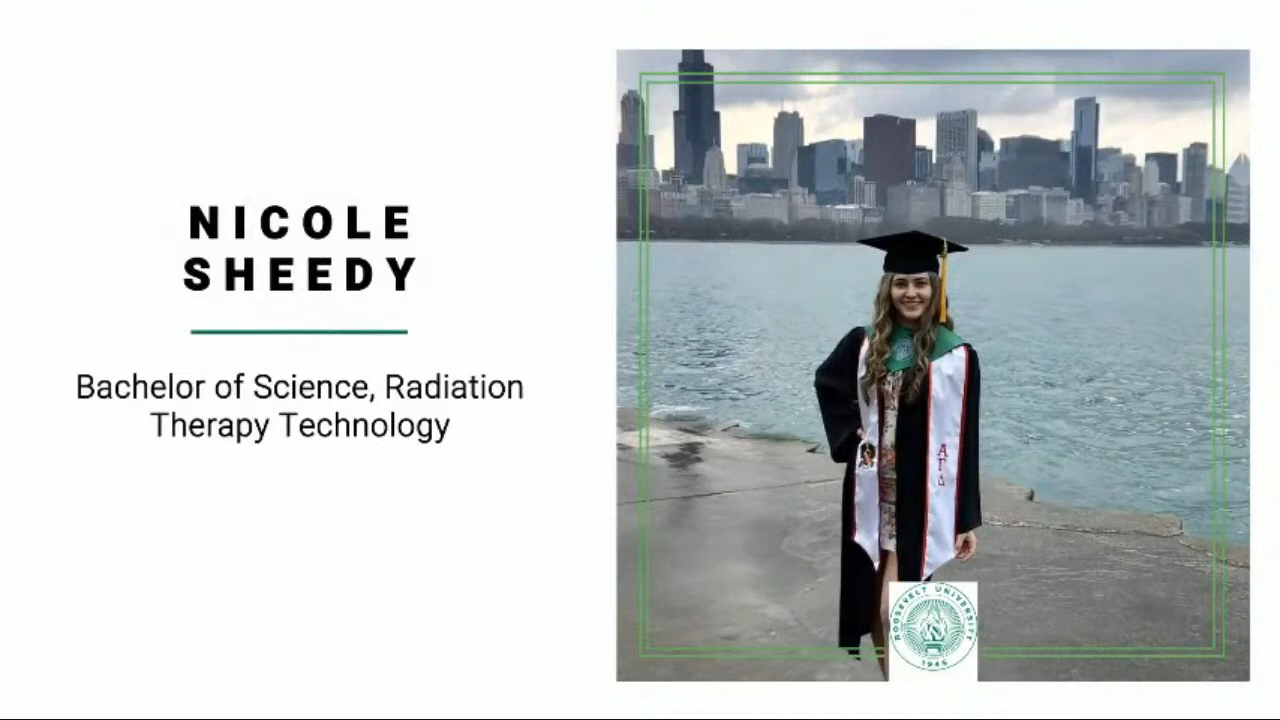 NICOLE
SHEEDY
Bachelor of Science, Radiation
Therapy Technology
ΑΓΔ
ROOSEVELT UNIVERSITY
1945